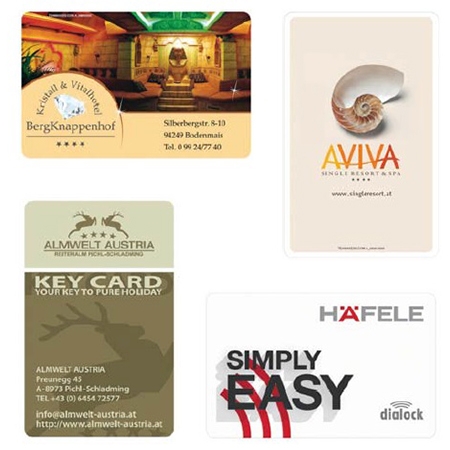 Kristall & Vitalhotel
BergKnappenhof
Silberbergstr. 8-10
94249 Bodenmais
Tel. 0 99 24/77 40
AVIVA
SINGLE RESORT & SPA
www.singleresort.at
ALMWELT AUSTRIA
REITERALM PICHL-SCHLADMING
KEY CARD
YOUR KEY TO PURE HOLIDAY
ALMWELT AUSTRIA
Preunegg 45
A-8973 Pichl-Schladming
TEL +43 (0) 6454 72577
info@almwelt-austria.at
http://www.almwelt-austria.at
HÄFELE
SIMPLY
EASY
dialock